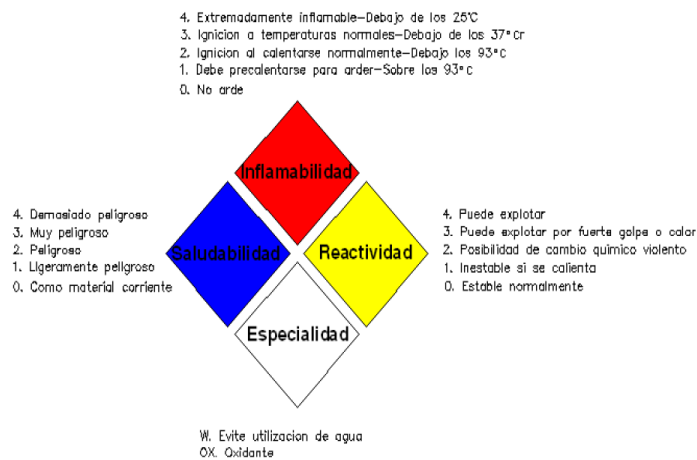 4. Extremadamente inflamable-Debajo de los 25°C
3. Ignicion a temperaturas normales-Debajo de los 37°Cr
2. Ignicion al calentarse normalmente-Debajo los 93°C
1. Debe precalentarse para arder-Sobre los 93°C
0. No arde
Inflamabilidad
4. Demasiado peligroso
3. Muy peligroso
2. Peligroso
1. Ligeramente peligroso
0. Como material corriente
Saludabilidad
Reactividad
4. Puede explotar
3. Puede explotar por fuerte golpe o calor
2. Posibilidad de cambio quimico violento
1. Inestable si se calienta
0. Estable normalmente
Especialidad
W. Evite utilizacion de agua
OX. Oxidante